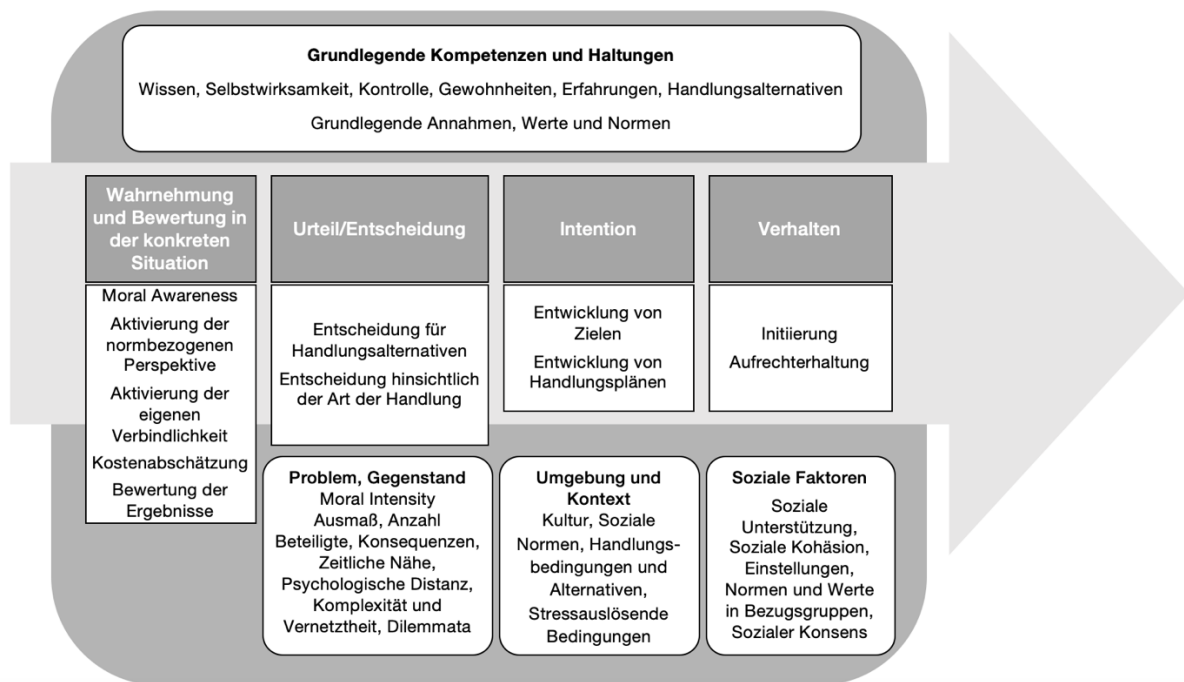 Grundlegende Kompetenzen und Haltungen
Wissen, Selbstwirksamkeit, Kontrolle, Gewohnheiten, Erfahrungen, Handlungsalternativen
Grundlegende Annahmen, Werte und Normen
Wahrnehmung
und Bewertung in
der konkreten
Situation
Moral Awareness
Aktivierung der
normbezogenen
Perspektive
Aktivierung der
eigenen
Verbindlichkeit
Kostenabschätzung
Bewertung der
Ergebnisse
Urteil/Entscheidung
Entscheidung für
Handlungsalternativen
Entscheidung hinsichtlich
der Art der Handlung
Intention
Entwicklung von
Zielen
Entwicklung von
Handlungsplänen
Verhalten
Initiierung
Aufrechterhaltung
Problem, Gegenstand
Moral Intensity
Ausmaß, Anzahl
Beteiligte, Konsequenzen,
Zeitliche Nähe,
Psychologische Distanz,
Komplexität und
Vernetztheit, Dilemmata
Umgebung und
Kontext
Kultur, Soziale
Normen, Handlungs-
bedingungen und
Alternativen,
Stressauslösende
Bedingungen
Soziale Faktoren
Soziale
Unterstützung,
Soziale Kohäsion,
Einstellungen,
Normen und Werte
in Bezugsgruppen,
Sozialer Konsens